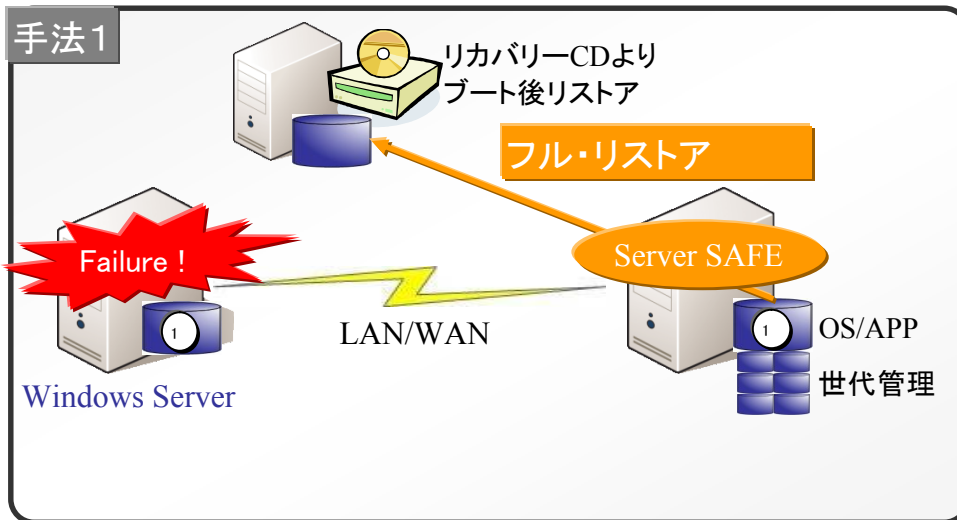 手法1
リカバリーCDより
ブート後リストア
フル・リストア
Failure !
Server SAFE
1
LAN/WAN
1
OS/APP
世代管理
Windows Server